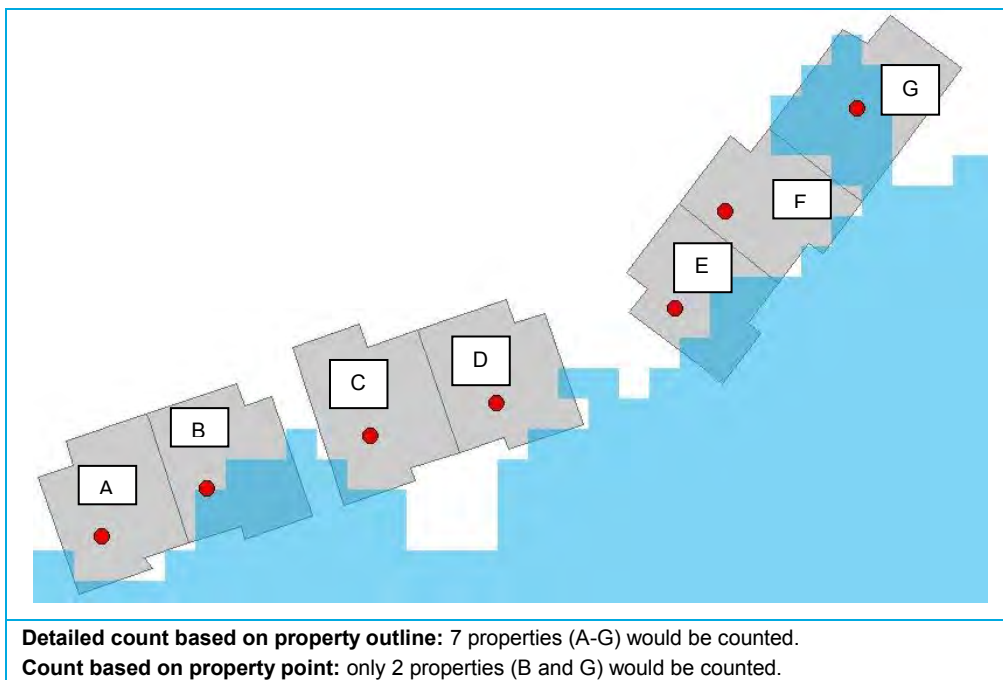 G
F
E
D
C
B
A
Detailed count based on property outline: 7 properties (A-G) would be counted.
Count based on property point: only 2 properties (B and G) would be counted.